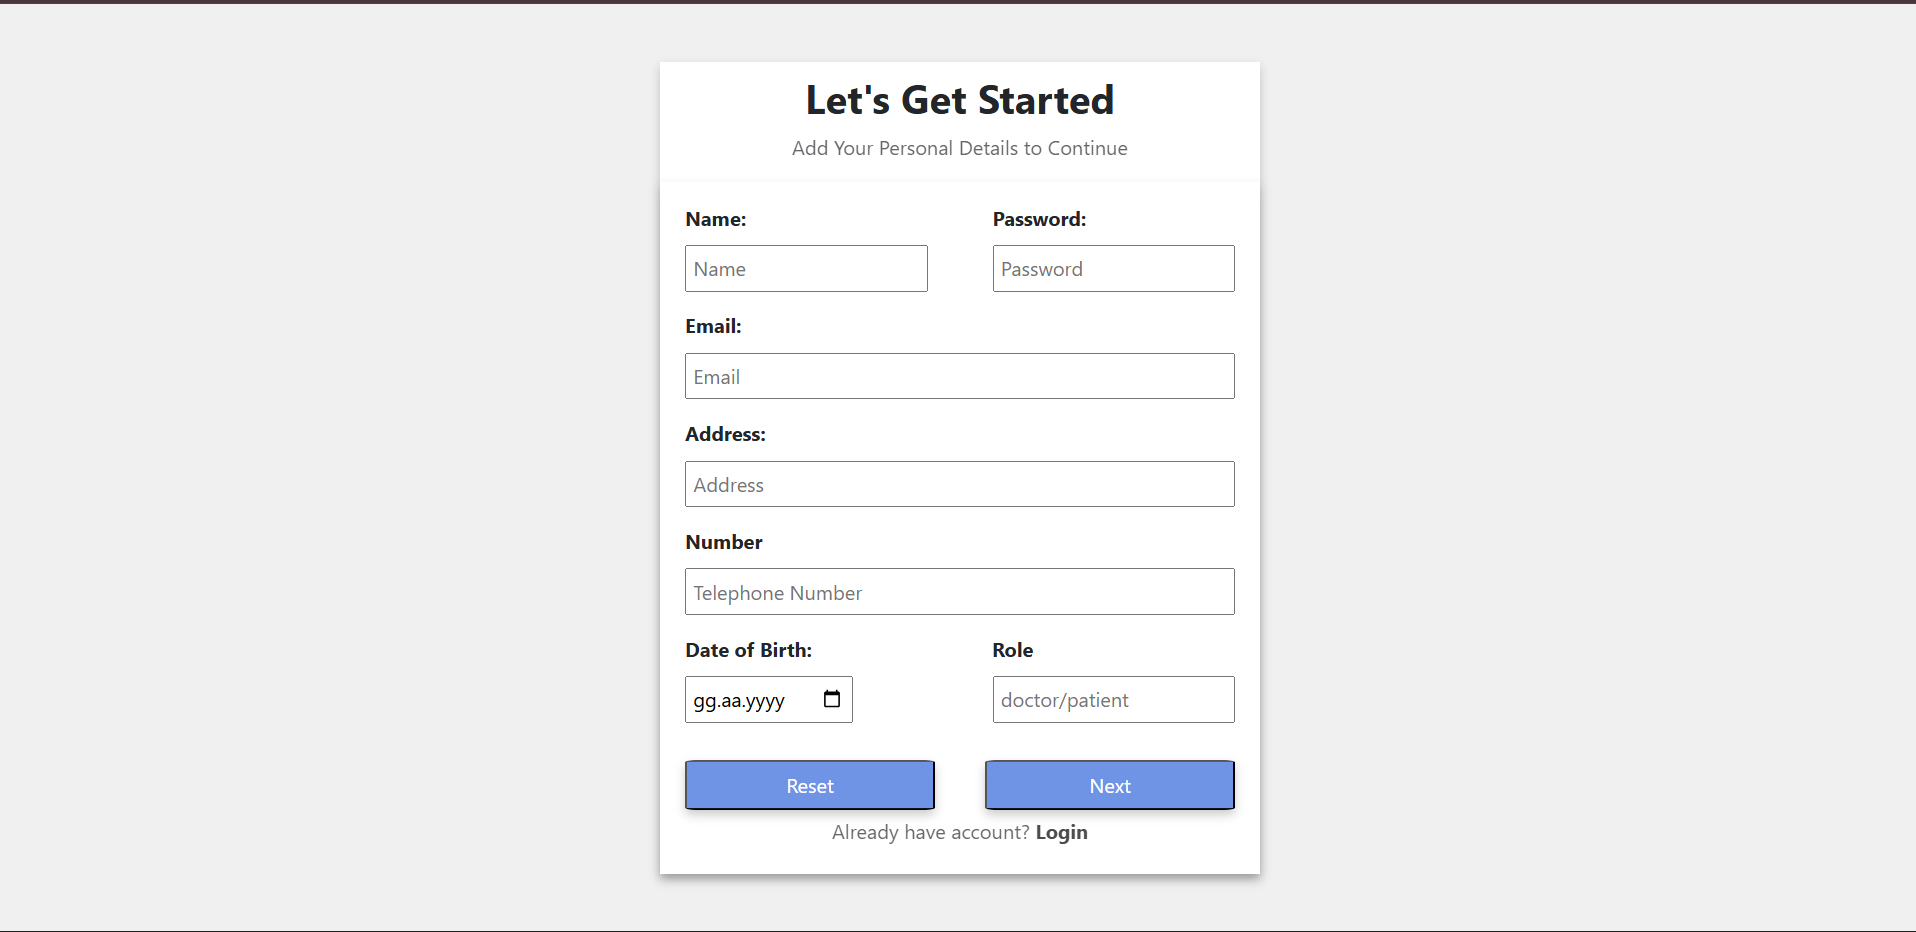 Let's Get Started
Add Your Personal Details to Continue
Name: Password:
Name Password
Email:
Email
Address:
Address
Number
Telephone Number
Date of Birth: Role
gg.aa.yyyy doctor/patient
Reset Next
Already have account? Login